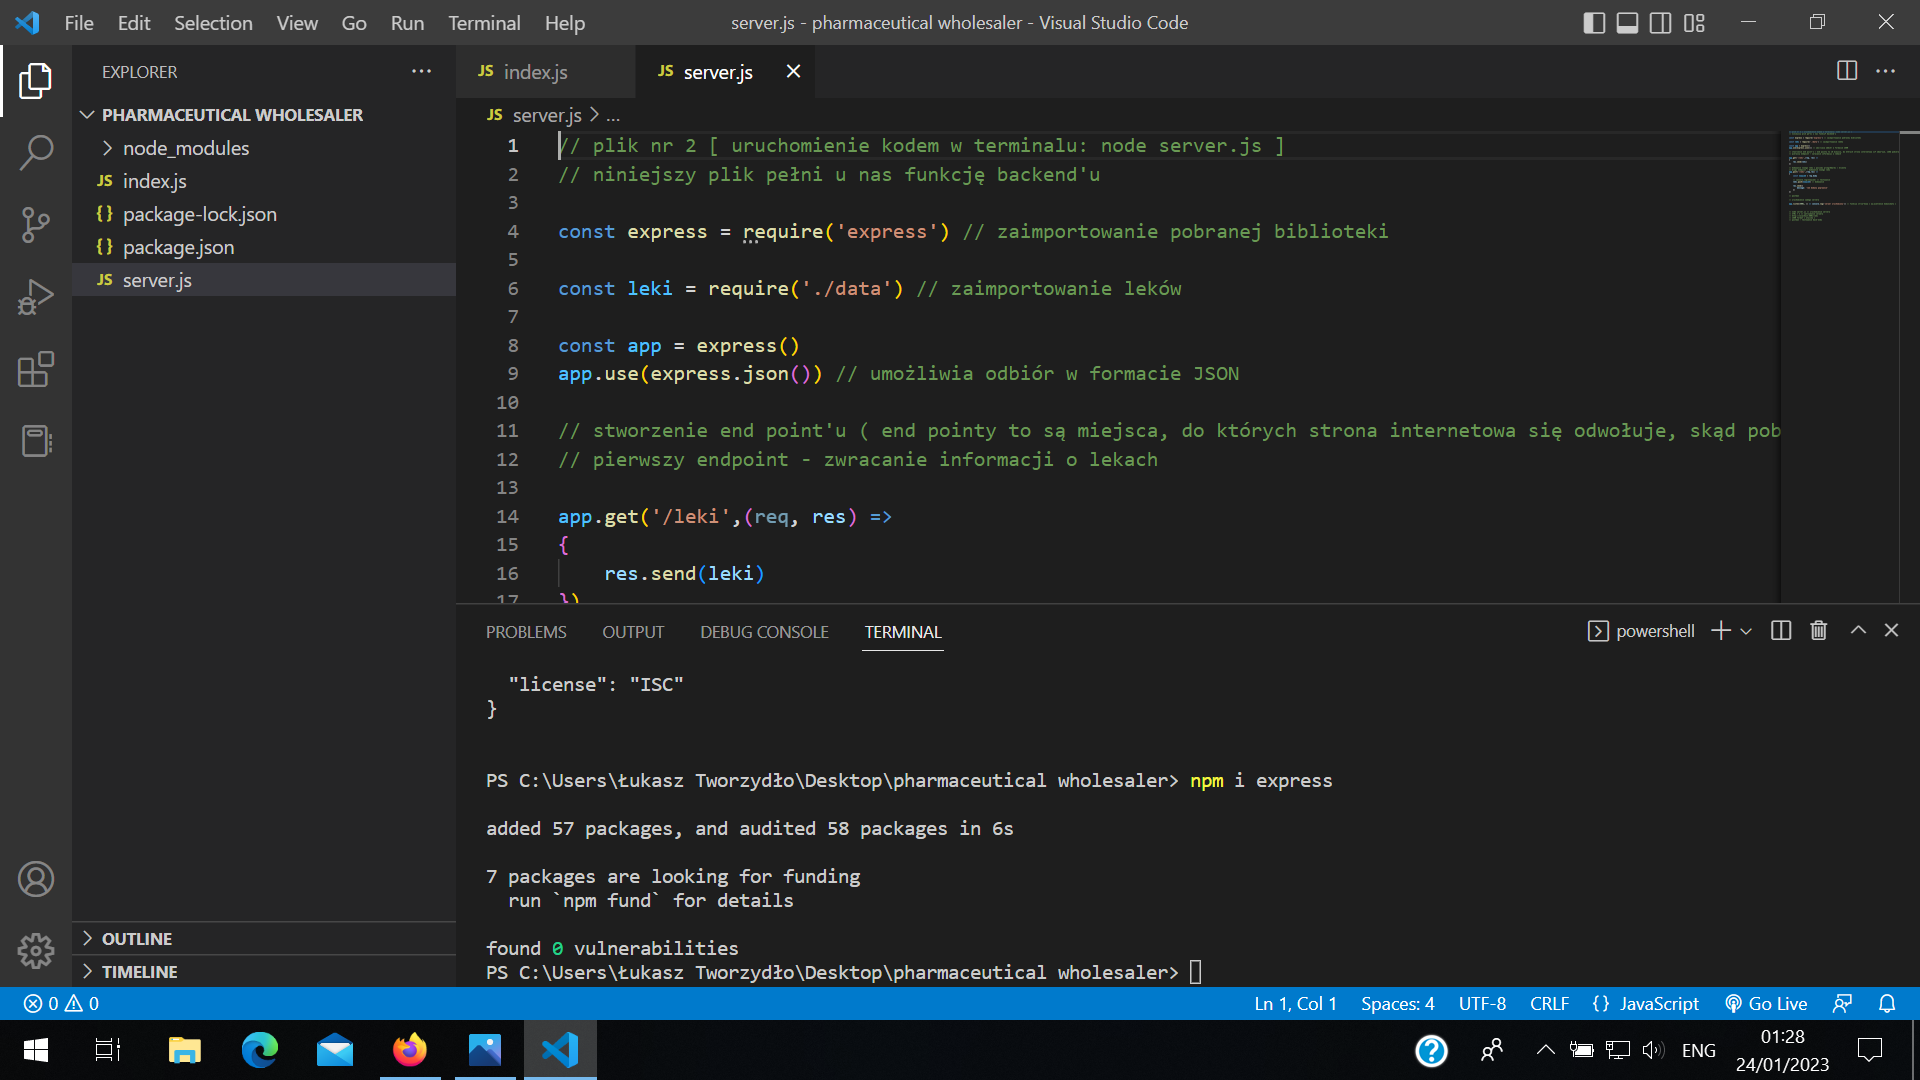 File Edit Selection View Go Run Terminal Help
server.js - pharmaceutical wholesaler - Visual Studio Code
EXPLORER
PHARMACEUTICAL WHOLESALER
node_modules
JS index.js
{} package-lock.json
{} package.json
JS server.js
OUTLINE
TIMELINE
JS index.js
JS server.js
JS server.js > ...
1 // plik nr 2 [ uruchomienie kodem w terminalu: node server.js ]
2 // niniejszy plik pełni u nas funkcję backend'u
3
4 const express = require('express') // zaimportowanie pobranej biblioteki
5
6 const leki = require('./data') // zaimportowanie leków
7
8 const app = express()
9 app.use(express.json()) // umożliwia odbiór w formacie JSON
10
11 // stworzenie end point'u ( end pointy to są miejsca, do których strona internetowa się odwołuje, skąd pob
12 // pierwszy endpoint - zwracanie informacji o lekach
13
14 app.get('/leki',(req, res) =>
15 {
16 res.send(leki)
17 })
PROBLEMS OUTPUT DEBUG CONSOLE TERMINAL
powershell
"license": "ISC"
}
PS C:\Users\Łukasz Tworzydło\Desktop\pharmaceutical wholesaler> npm i express
added 57 packages, and audited 58 packages in 6s
7 packages are looking for funding
run `npm fund` for details
found 0 vulnerabilities
PS C:\Users\Łukasz Tworzydło\Desktop\pharmaceutical wholesaler>
0 0
Ln 1, Col 1 Spaces: 4 UTF-8 CRLF {} JavaScript Go Live
ENG
01:28
24/01/2023